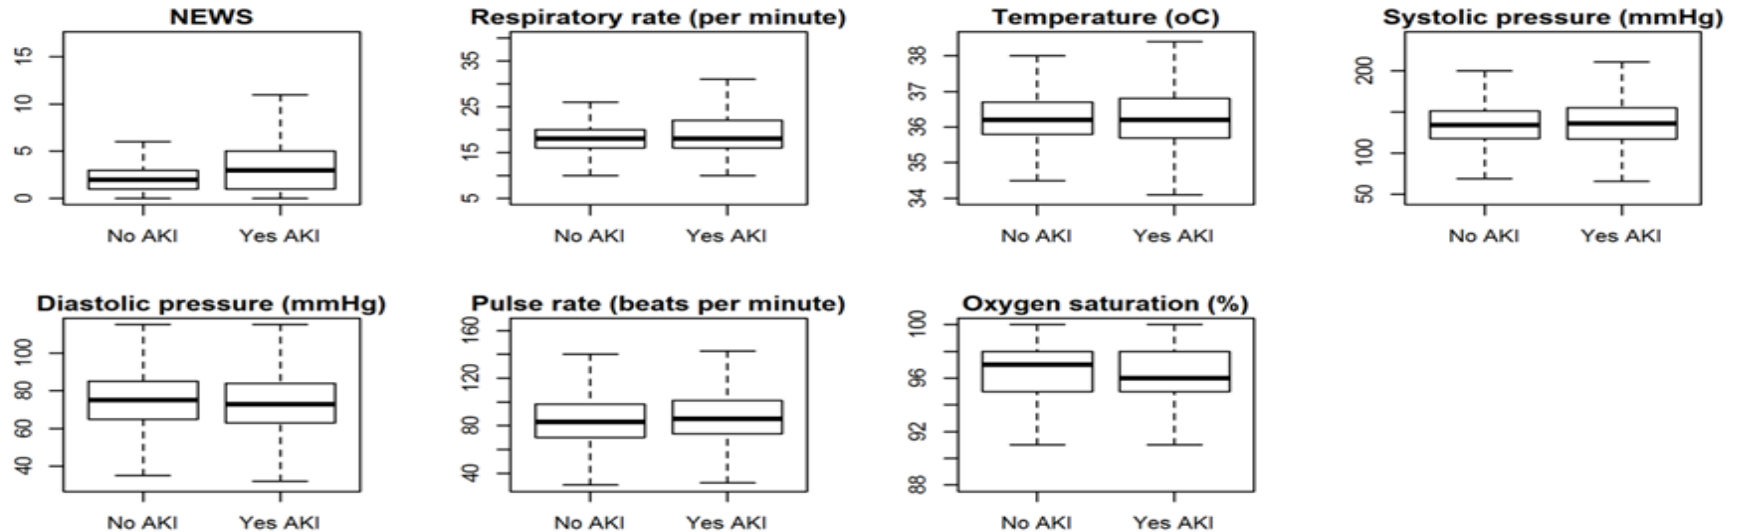 NEWS
15
10
5
0
No AKI Yes AKI
Respiratory rate (per minute)
35
25
15
5
No AKI Yes AKI
Temperature (oC)
38
37
36
35
34
No AKI Yes AKI
Systolic pressure (mmHg)
200
100
50
No AKI Yes AKI
Diastolic pressure (mmHg)
100
80
60
40
No AKI Yes AKI
Pulse rate (beats per minute)
160
120
80
40
No AKI Yes AKI
Oxygen saturation (%)
100
96
92
88
No AKI Yes AKI